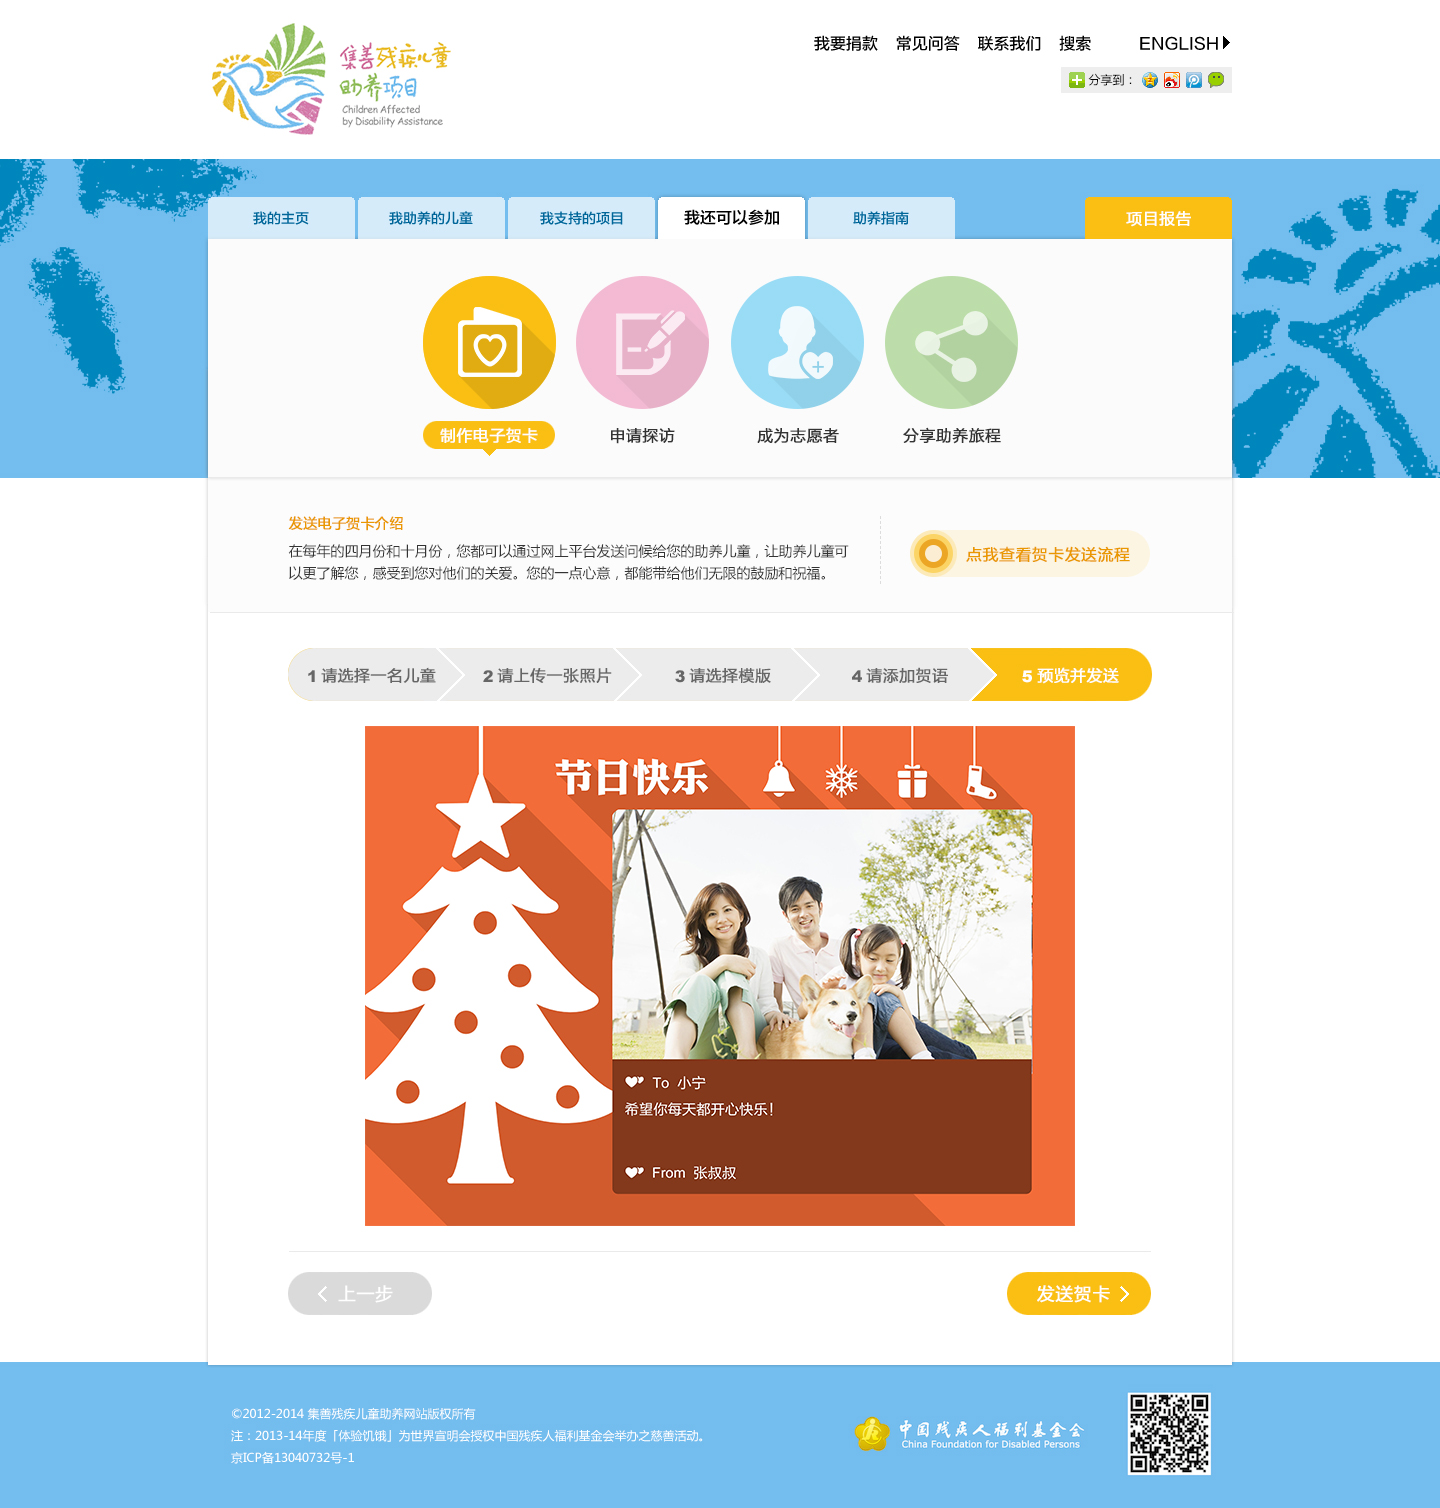 集善残疾儿童
助养项目
Children Affected
by Disability Assistance
我要捐款 常见问答 联系我们 搜索 ENGLISH
分享到：
我的主页 我助养的儿童 我支持的项目 我还可以参加 助养指南 项目报告
制作电子贺卡 申请探访 成为志愿者 分享助养旅程
发送电子贺卡介绍
在每年的四月份和十月份，您都可以通过网上平台发送问候给您的助养儿童，让助养儿童可
以更了解您，感受到您对他们的关爱。您的一点心意，都能带给他们无限的鼓励和祝福。
点我查看贺卡发送流程
1 请选择一名儿童 2 请上传一张照片 3 请选择模版 4 请添加贺语 5 预览并发送
节日快乐
To 小宁
希望你每天都开心快乐!
From 张叔叔
上一步 发送贺卡
©2012-2014 集善残疾儿童助养网站版权所有
注：2013-14年度「体验饥饿」为世界宣明会授权中国残疾人福利基金会举办之慈善活动。
京ICP备13040732号-1
中国残疾人福利基金会
China Foundation for Disabled Persons